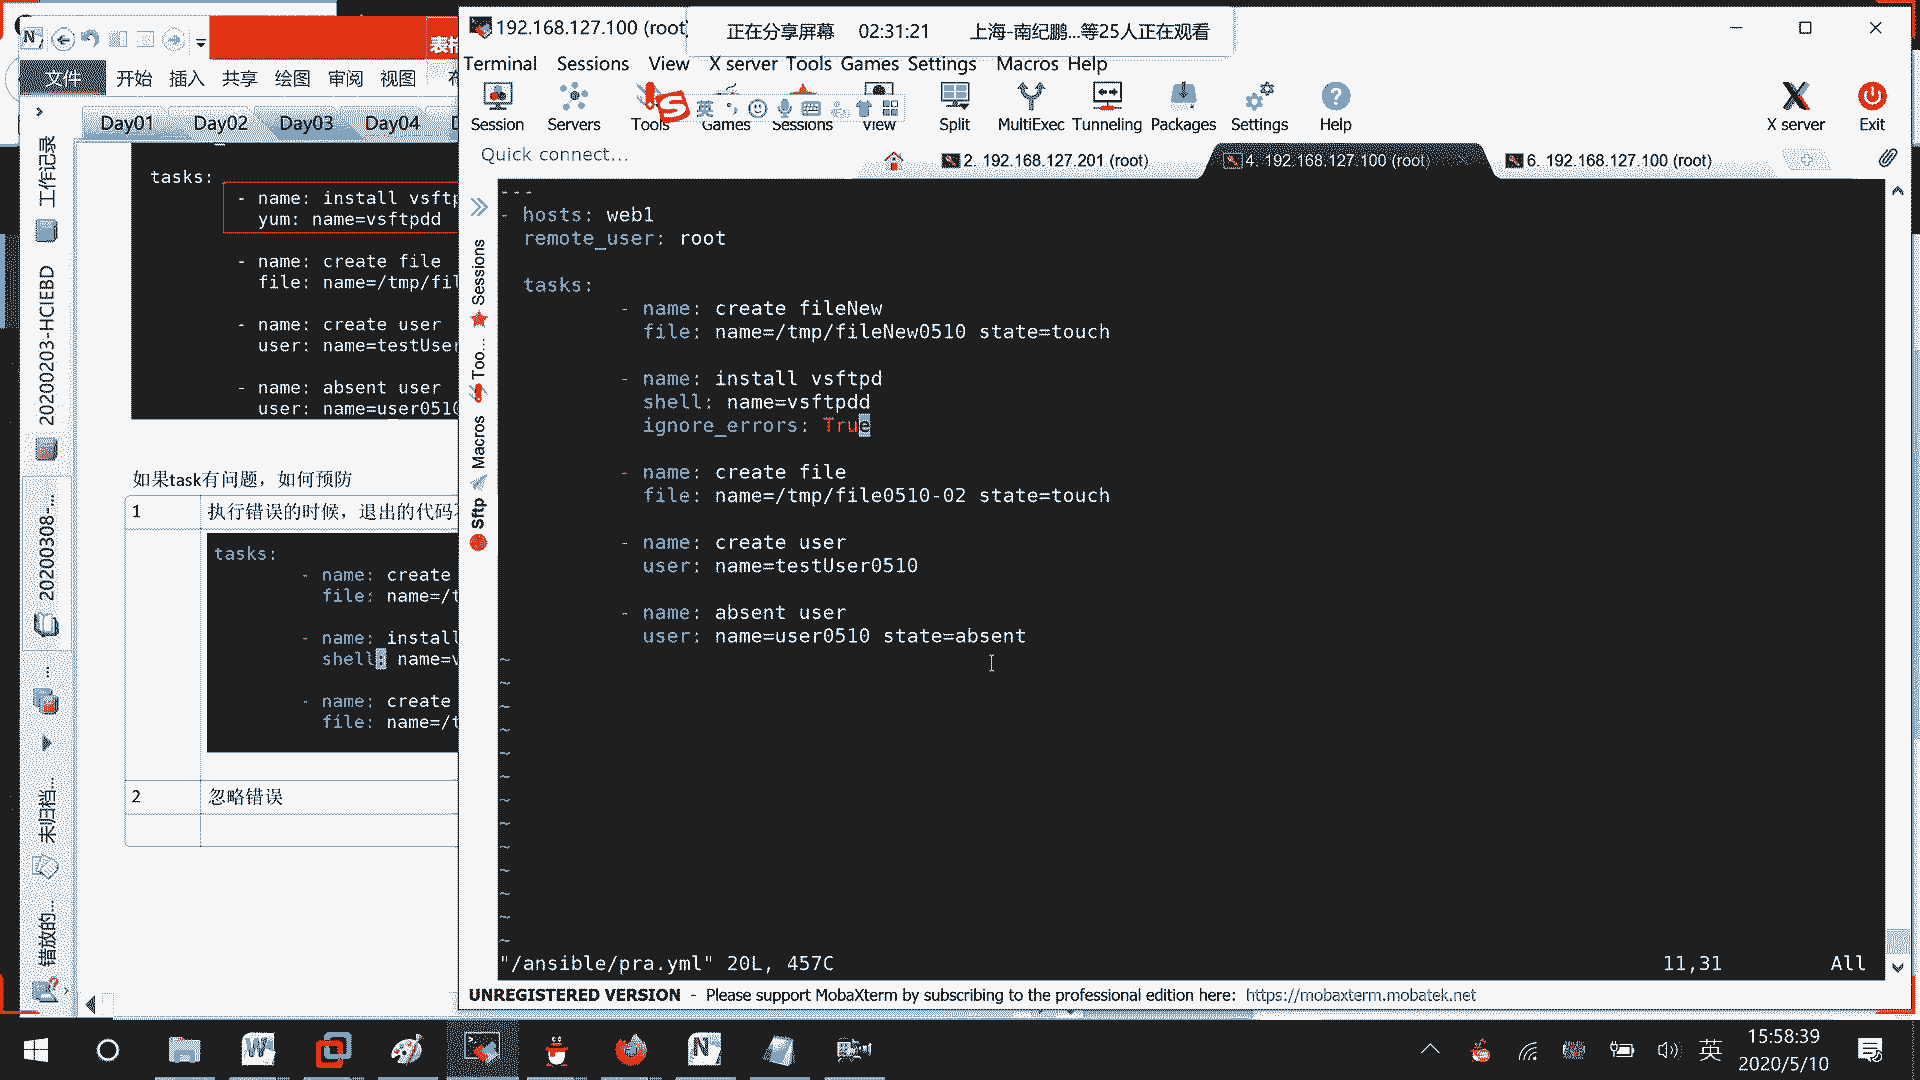 192.168.127.100 (root)
正在分享屏幕 02:31:21 上海-南纪鹏...等25人正在观看
Terminal Sessions View X server Tools Games Settings Macros Help
Session Servers Tools Games Sessions View Split MultiExec Tunneling Packages Settings Help X server Exit
英
Quick connect...
2. 192.168.127.201 (root)
4. 192.168.127.100 (root)
6. 192.168.127.100 (root)
Sessions
Too...
Macros
Sftp
---
- hosts: web1
remote_user: root
tasks:
- name: create fileNew
file: name=/tmp/fileNew0510 state=touch
- name: install vsftpd
shell: name=vsftpdd
ignore_errors: True
- name: create file
file: name=/tmp/file0510-02 state=touch
- name: create user
user: name=testUser0510
- name: absent user
user: name=user0510 state=absent
~
~
~
~
~
~
~
~
~
~
~
~
~
"/ansible/pra.yml" 20L, 457C 11,31 All
UNREGISTERED VERSION - Please support MobaXterm by subscribing to the professional edition here: https://mobaxterm.mobatek.net
表格
文件 开始 插入 共享 绘图 审阅 视图
Day01 Day02 Day03 Day04
工作记录
20200203-HCIEBD
20200308-...
...
未归档...
错放的...
tasks:
- name: install vsftp
yum: name=vsftpdd
- name: create file
file: name=/tmp/fil
- name: create user
user: name=testUser
- name: absent user
user: name=user0510
如果task有问题，如何预防
1 执行错误的时候，退出的代码
tasks:
- name: create
file: name=/t
- name: install
shell: name=v
- name: create
file: name=/t
2 忽略错误
英
15:58:39
2020/5/10